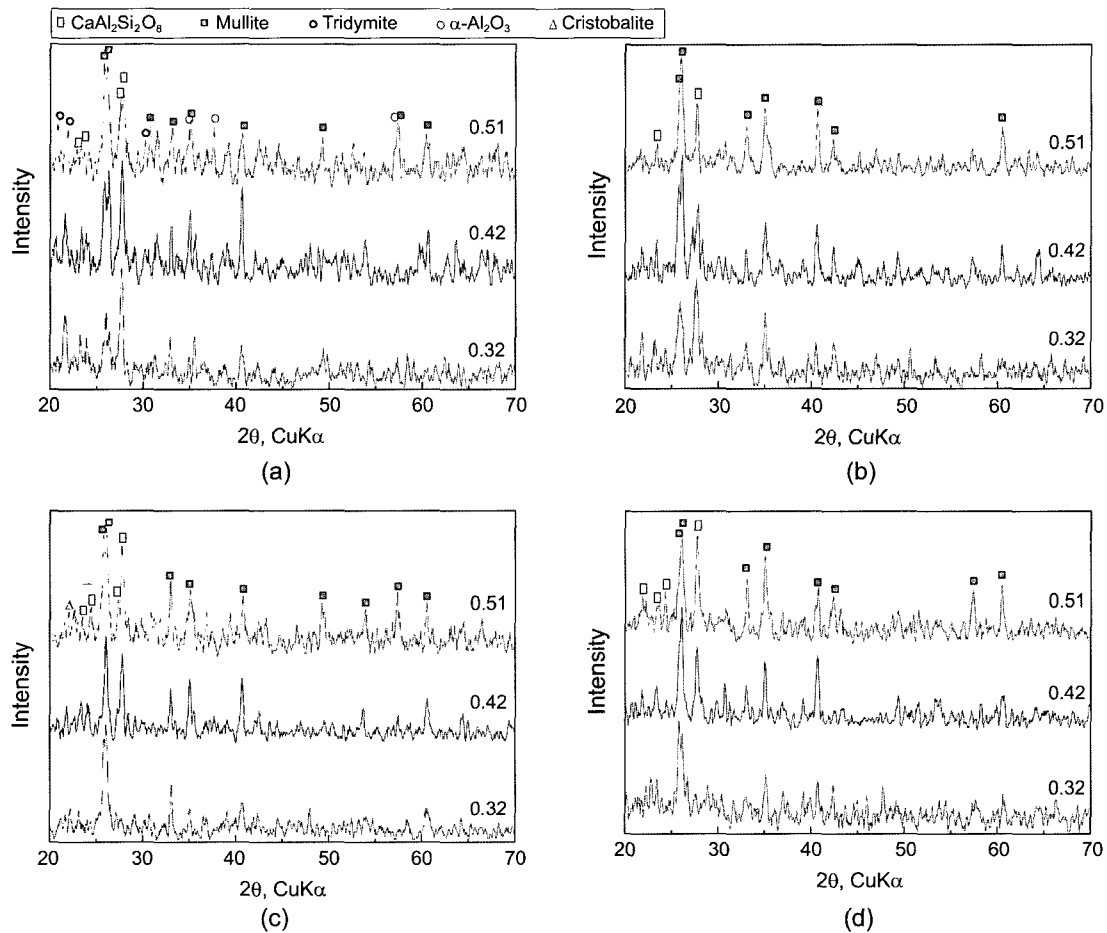 CaAl₂Si₂O₈ Mullite Tridymite α-Al₂O₃ Cristobalite
Intensity
0.51
0.42
0.32
20 30 40 50 60 70
2θ, CuKα
(a)
Intensity
0.51
0.42
0.32
20 30 40 50 60 70
2θ, CuKα
(b)
Intensity
0.51
0.42
0.32
20 30 40 50 60 70
2θ, CuKα
(c)
Intensity
0.51
0.42
0.32
20 30 40 50 60 70
2θ, CuKα
(d)